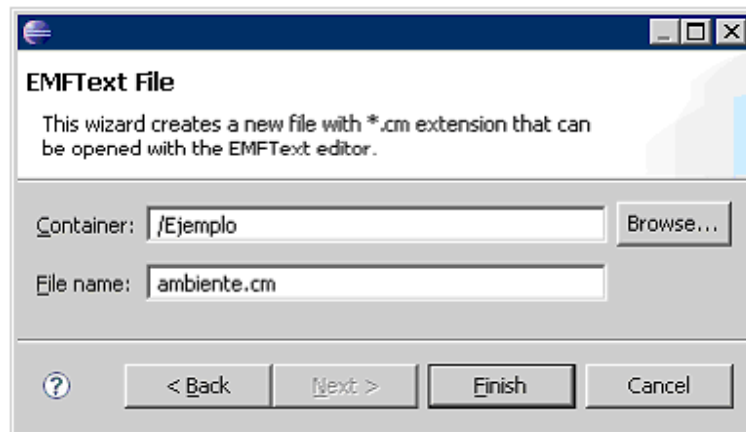 EMFText File
This wizard creates a new file with *.cm extension that can
be opened with the EMFText editor.
Container: /Ejemplo Browse...
File name: ambiente.cm
? < Back Next > Finish Cancel